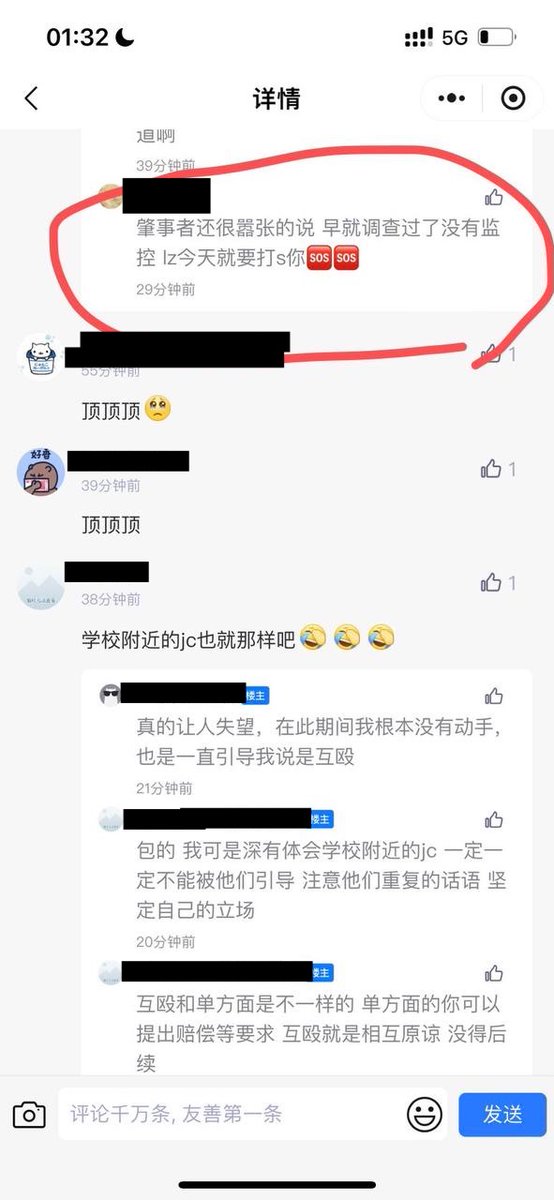 01:32
5G
详情
道啊
39分钟前
肇事者还很嚣张的说 早就调查过了没有监
控 lz今天就要打s你🆘🆘
29分钟前
1
55分钟前
顶顶顶🥺
好香
1
39分钟前
顶顶顶
1
38分钟前
学校附近的jc也就那样吧🤣🤣🤣
楼主
真的让人失望，在此期间我根本没有动手，
也是一直引导我说是互殴
21分钟前
楼主
包的 我可是深有体会学校附近的jc 一定一
定不能被他们引导 注意他们重复的话语 坚
定自己的立场
20分钟前
楼主
互殴和单方面是不一样的 单方面的你可以
提出赔偿等要求 互殴就是相互原谅 没得后
续
评论千万条, 友善第一条
发送